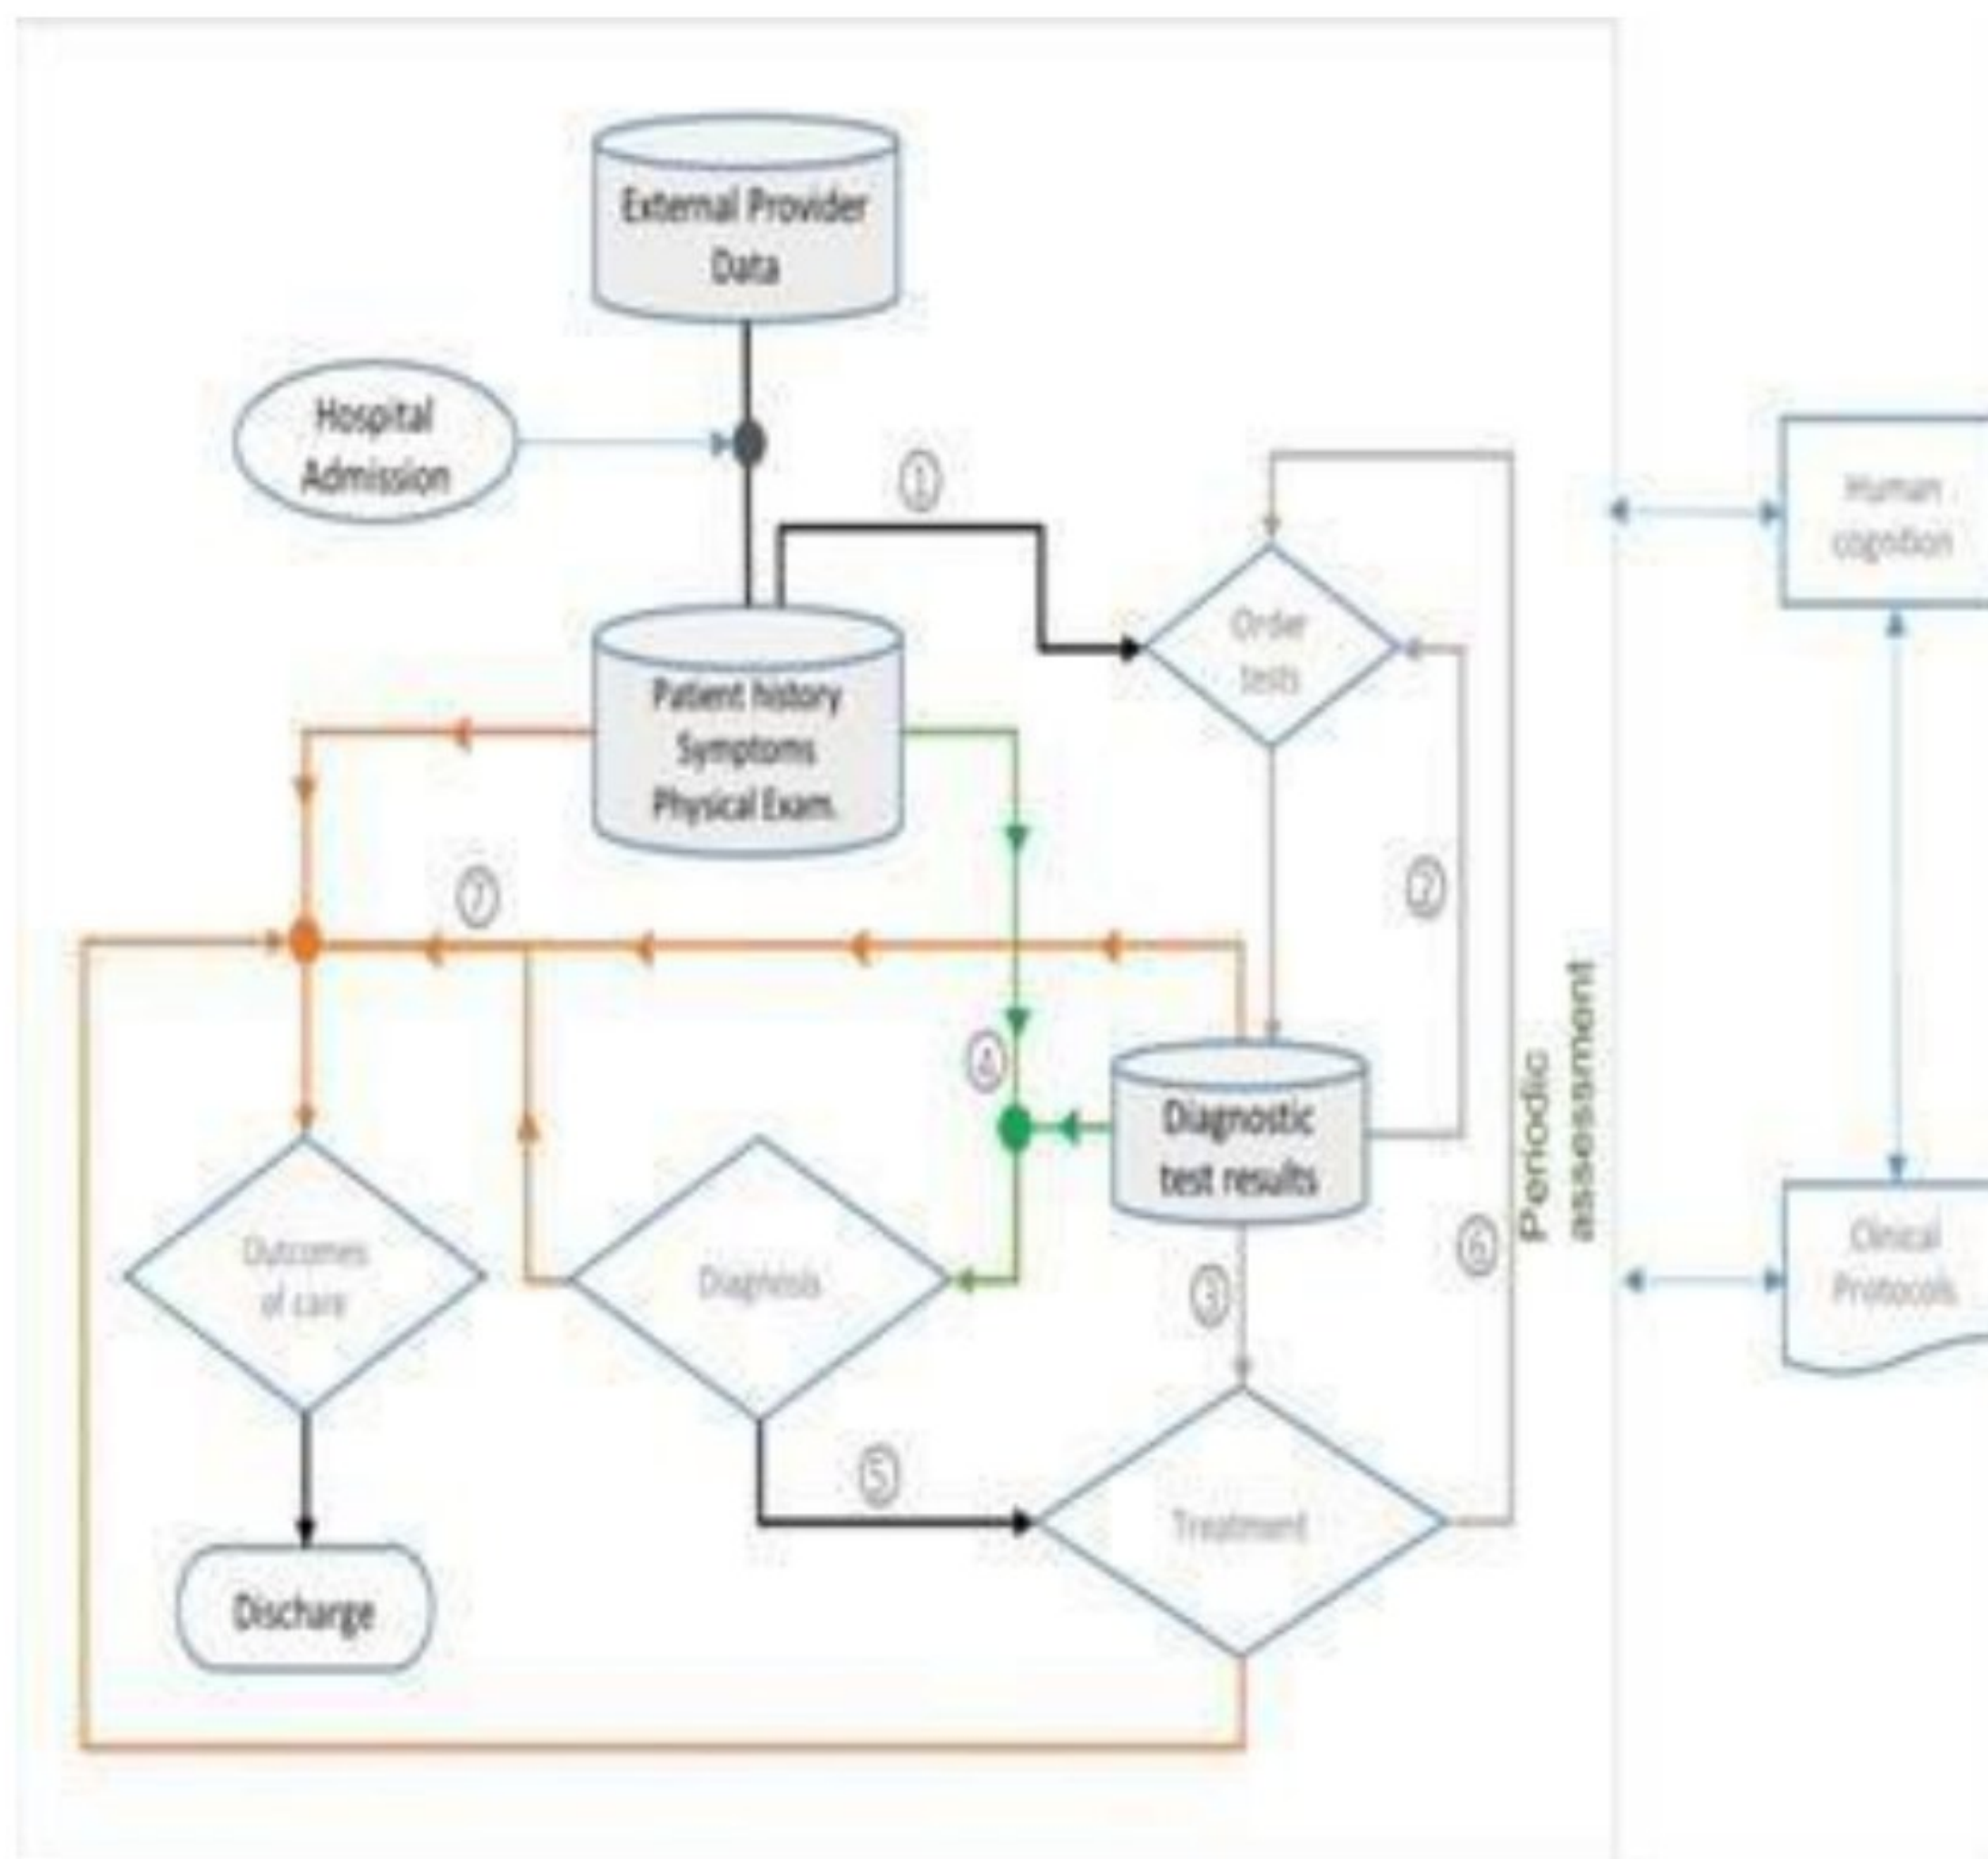 External Provider
Data
Hospital
Admission
①
Order
tests
Human
cognition
Patient history
Symptoms
Physical Exam.
②
⑦
④
Periodic
assessment
Diagnostic
test results
Outcomes
of care
Diagnosis
③
⑥
Clinical
Protocols
⑤
Treatment
Discharge